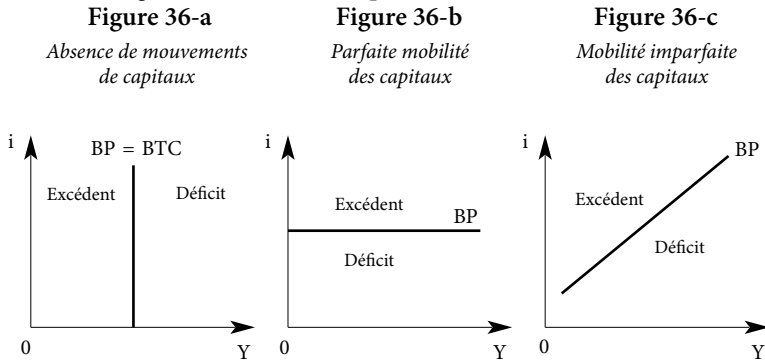 Figure 36-a
Absence de mouvements
de capitaux
i
BP = BTC
Excédent
Déficit
0
Y
Figure 36-b
Parfaite mobilité
des capitaux
i
Excédent
BP
Déficit
0
Y
Figure 36-c
Mobilité imparfaite
des capitaux
i
BP
Excédent
Déficit
0
Y